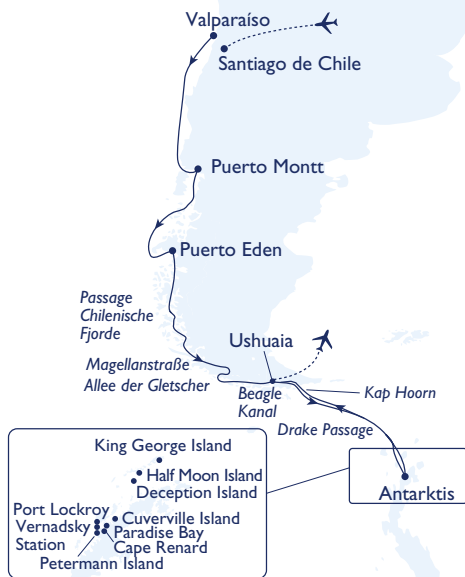 Valparaíso
Santiago de Chile
Puerto Montt
Puerto Eden
Passage
Chilenische
Fjorde
Ushuaia
Magellanstraße
Allee der Gletscher
Beagle
Kanal
Kap Hoorn
Drake Passage
King George Island
Half Moon Island
Deception Island
Antarktis
Port Lockroy
Cuverville Island
Vernadsky
Station
Paradise Bay
Cape Renard
Petermann Island